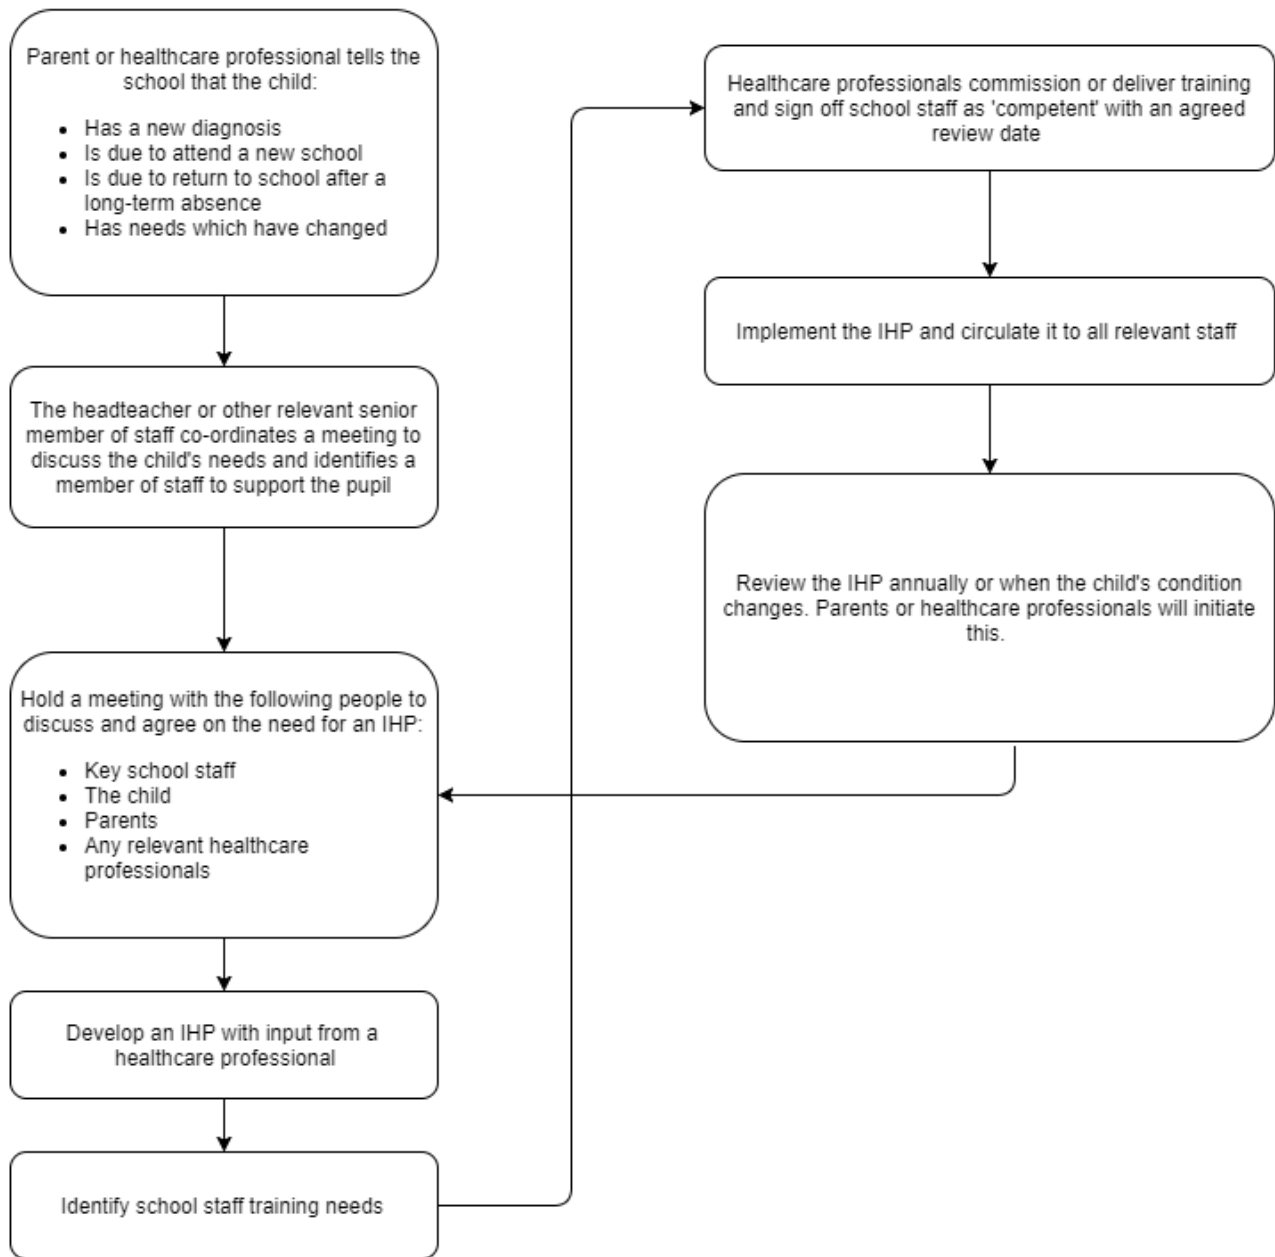 Parent or healthcare professional tells the
school that the child:
• Has a new diagnosis
• Is due to attend a new school
• Is due to return to school after a
long-term absence
• Has needs which have changed
The headteacher or other relevant senior
member of staff co-ordinates a meeting to
discuss the child's needs and identifies a
member of staff to support the pupil
Hold a meeting with the following people to
discuss and agree on the need for an IHP:
• Key school staff
• The child
• Parents
• Any relevant healthcare
professionals
Develop an IHP with input from a
healthcare professional
Identify school staff training needs
Healthcare professionals commission or deliver training
and sign off school staff as 'competent' with an agreed
review date
Implement the IHP and circulate it to all relevant staff
Review the IHP annually or when the child's condition
changes. Parents or healthcare professionals will initiate
this.